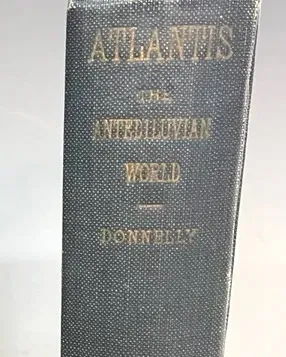 ATLANTIS
THE
ANTEDILUVIAN
WORLD
DONNELLY